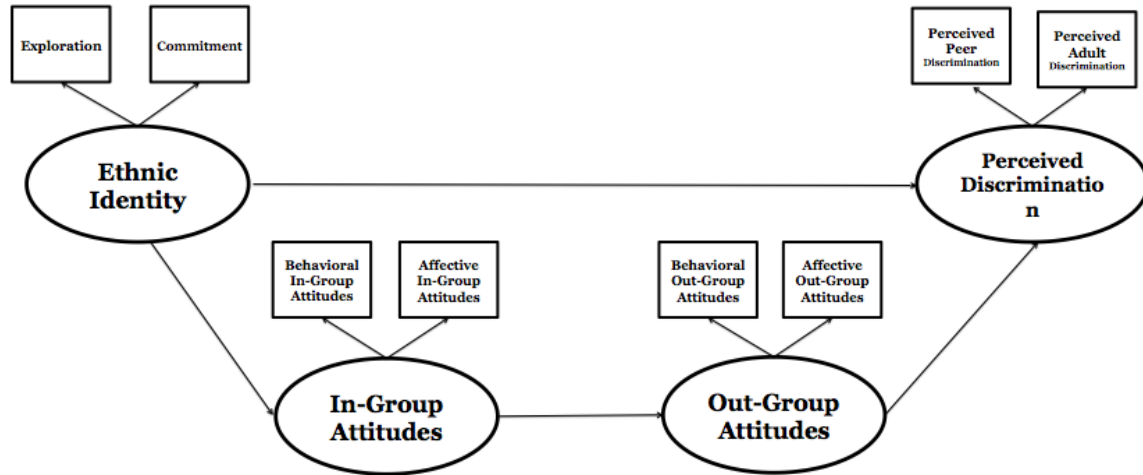 Exploration
Commitment
Perceived
Peer
Discrimination
Perceived
Adult
Discrimination
Ethnic
Identity
Perceived
Discriminatio
n
Behavioral
In-Group
Attitudes
Affective
In-Group
Attitudes
Behavioral
Out-Group
Attitudes
Affective
Out-Group
Attitudes
In-Group
Attitudes
Out-Group
Attitudes